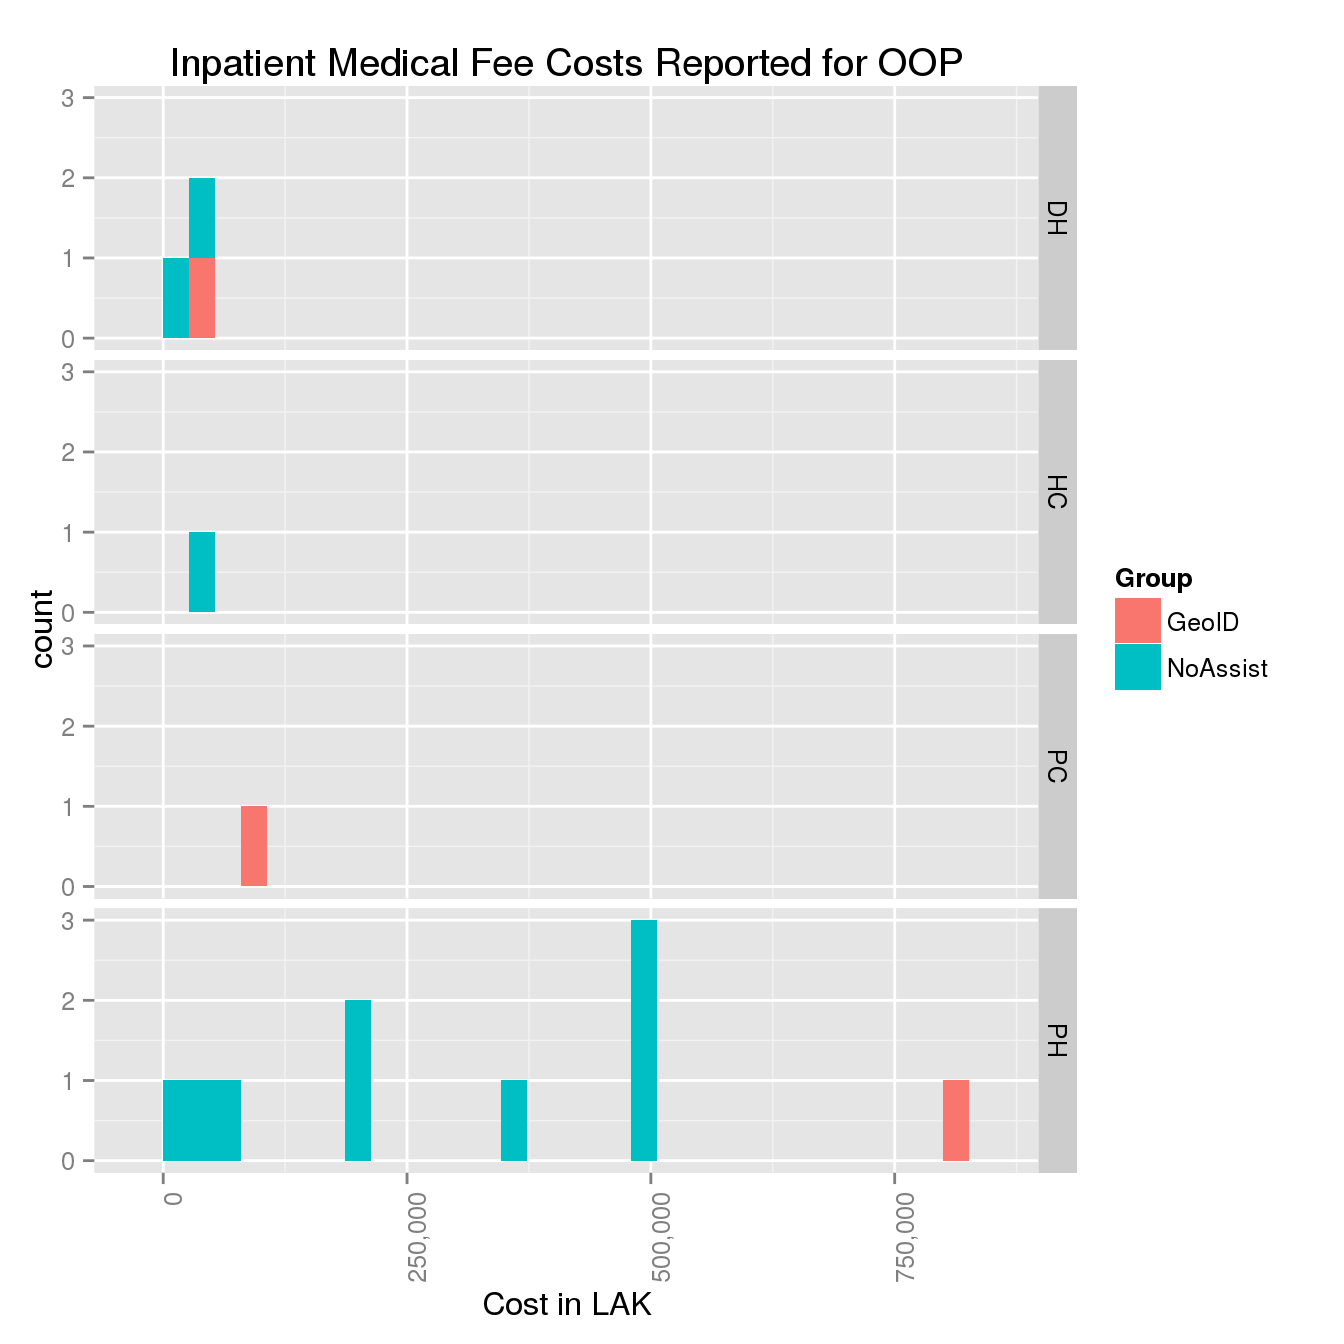 Inpatient Medical Fee Costs Reported for OOP
3
2
1
0
DH
3
2
1
0
HC
3
2
1
0
PC
3
2
1
0
PH
0
250,000
500,000
750,000
Cost in LAK
count
Group
GeoID
NoAssist